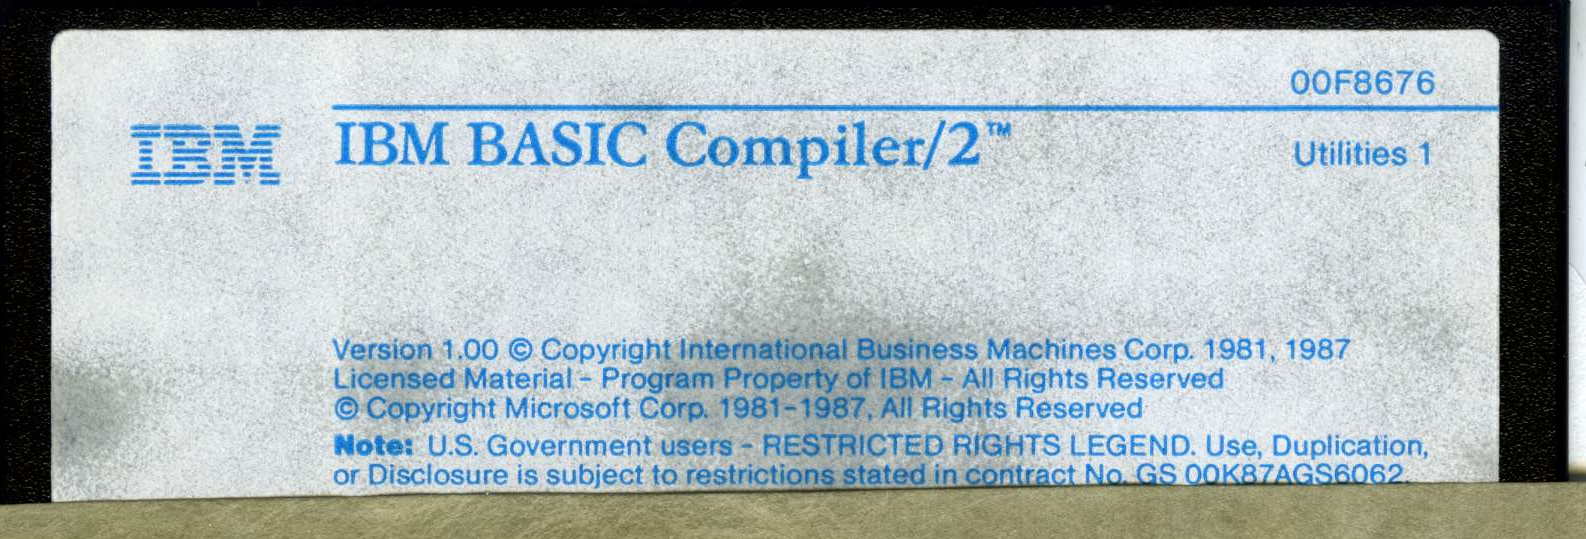 00F8676
IBM
IBM BASIC Compiler/2™
Utilities 1
Version 1.00 © Copyright International Business Machines Corp. 1981, 1987
Licensed Material - Program Property of IBM - All Rights Reserved
© Copyright Microsoft Corp. 1981-1987, All Rights Reserved
Note: U.S. Government users - RESTRICTED RIGHTS LEGEND. Use, Duplication,
or Disclosure is subject to restrictions stated in contract No. GS 00K87AGS6062.